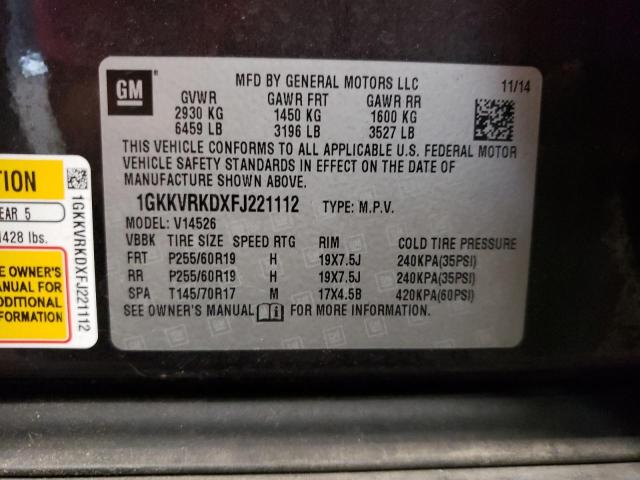 GM
MFD BY GENERAL MOTORS LLC 11/14
GVWR GAWR FRT GAWR RR
2930 KG 1450 KG 1600 KG
6459 LB 3196 LB 3527 LB
THIS VEHICLE CONFORMS TO ALL APPLICABLE U.S. FEDERAL MOTOR
VEHICLE SAFETY STANDARDS IN EFFECT ON THE DATE OF
MANUFACTURE SHOWN ABOVE.
1GKKVRKDXFJ221112 TYPE: M.P.V.
MODEL: V14526
VBBK TIRE SIZE SPEED RTG RIM COLD TIRE PRESSURE
FRT P255/60R19 H 19X7.5J 240KPA(35PSI)
RR P255/60R19 H 19X7.5J 240KPA(35PSI)
SPA T145/70R17 M 17X4.5B 420KPA(60PSI)
SEE OWNER'S MANUAL FOR MORE INFORMATION.
TION
EAR 5
1428 lbs.
E OWNER'S
ANUAL FOR
DDITIONAL
FORMATION
1GKKVRKDXFJ221112